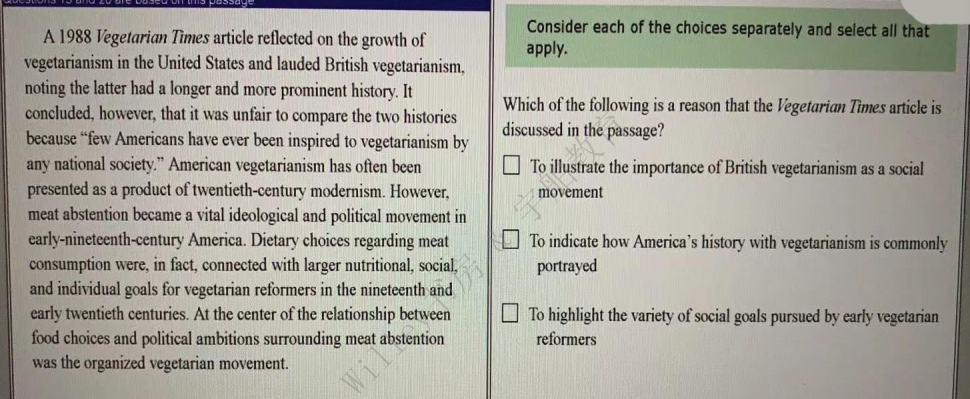 A 1988 Vegetarian Times article reflected on the growth of
vegetarianism in the United States and lauded British vegetarianism,
noting the latter had a longer and more prominent history. It
concluded, however, that it was unfair to compare the two histories
because “few Americans have ever been inspired to vegetarianism by
any national society.” American vegetarianism has often been
presented as a product of twentieth-century modernism. However,
meat abstention became a vital ideological and political movement in
early-nineteenth-century America. Dietary choices regarding meat
consumption were, in fact, connected with larger nutritional, social,
and individual goals for vegetarian reformers in the nineteenth and
early twentieth centuries. At the center of the relationship between
food choices and political ambitions surrounding meat abstention
was the organized vegetarian movement.
Consider each of the choices separately and select all that
apply.
Which of the following is a reason that the Vegetarian Times article is
discussed in the passage?
To illustrate the importance of British vegetarianism as a social
movement
To indicate how America's history with vegetarianism is commonly
portrayed
To highlight the variety of social goals pursued by early vegetarian
reformers